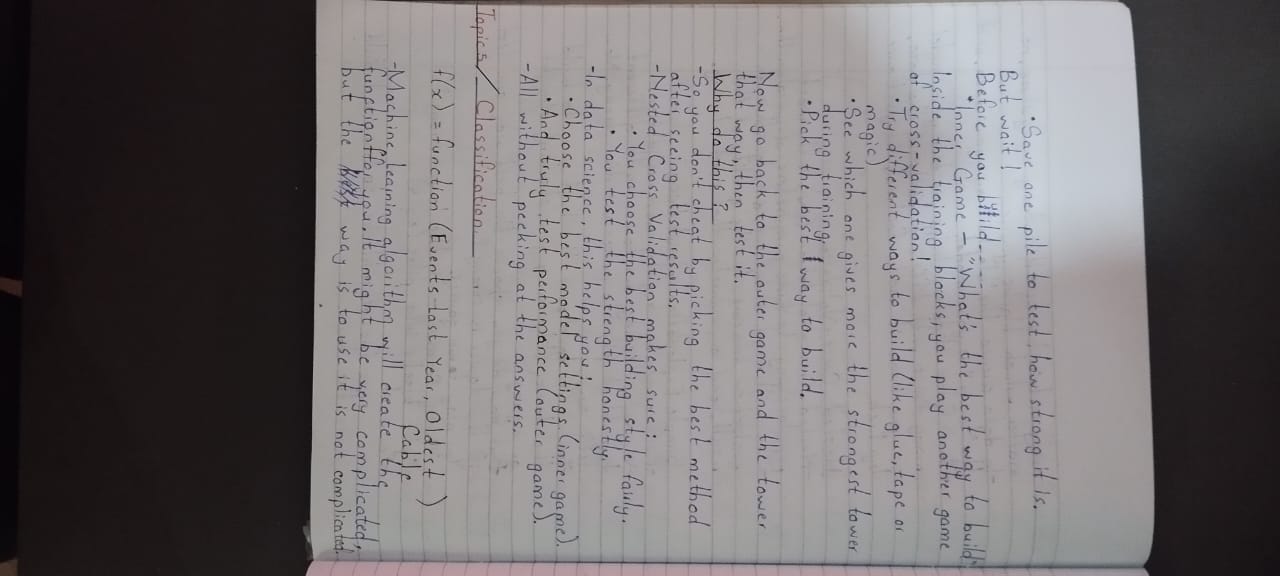 • Save one pile to test, how strong it is.
But wait!
Before you build----
• Inner Game - "What's the best way to build
Inside the training blocks, you play another game
of cross-validation!
• Try different ways to build (like glue, tape or
magic)
• See which one gives more the strongest tower
during training.
• Pick the best way to build.
Now go back to the outer game and the tower
that way, then test it.
Why do this?
- So you don't cheat by picking the best method
after seeing test results.
- Nested Cross Validation makes sure:
• You choose the best building style fairly.
• You test the strength honestly.
- In data science, this helps you:
• Choose the best model settings (inner game).
• And truly test performance (outer game).
- All without peeking at the answers.
Topics/ Classification
f(x) = function (Events Last Year, Oldest )
Cable
- Machine Learning algorithm will create the
function for you. It might be very complicated,
but the way is to use it is not complicated.